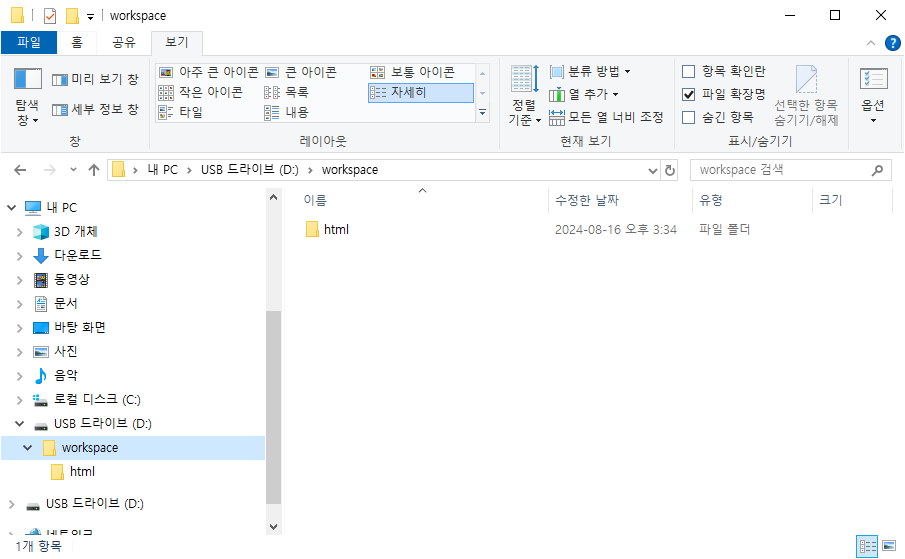 workspace
파일 홈 공유 보기
탐색 창
미리 보기 창
세부 정보 창
창
아주 큰 아이콘 큰 아이콘 보통 아이콘
작은 아이콘 목록 자세히
타일 내용
레이아웃
정렬 기준
분류 방법
열 추가
모든 열 너비 조정
현재 보기
항목 확인란
파일 확장명
숨긴 항목
선택한 항목
숨기기/해제
표시/숨기기
옵션
내 PC > USB 드라이브 (D:) > workspace
workspace 검색
이름 수정한 날짜 유형 크기
html 2024-08-16 오후 3:34 파일 폴더
내 PC
3D 개체
다운로드
동영상
문서
바탕 화면
사진
음악
로컬 디스크 (C:)
USB 드라이브 (D:)
workspace
html
USB 드라이브 (D:)
네트워크
1개 항목